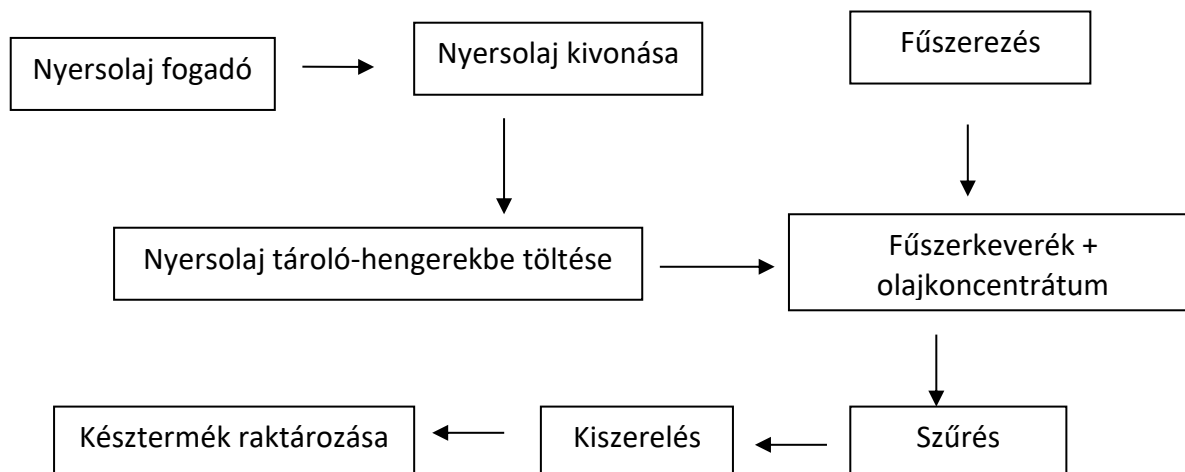 Nyersolaj fogadó
Nyersolaj kivonása
Fűszerezés
Nyersolaj tároló-hengerekbe töltése
Fűszerkeverék +
olajkoncentrátum
Késztermék raktározása
Kiszerelés
Szűrés